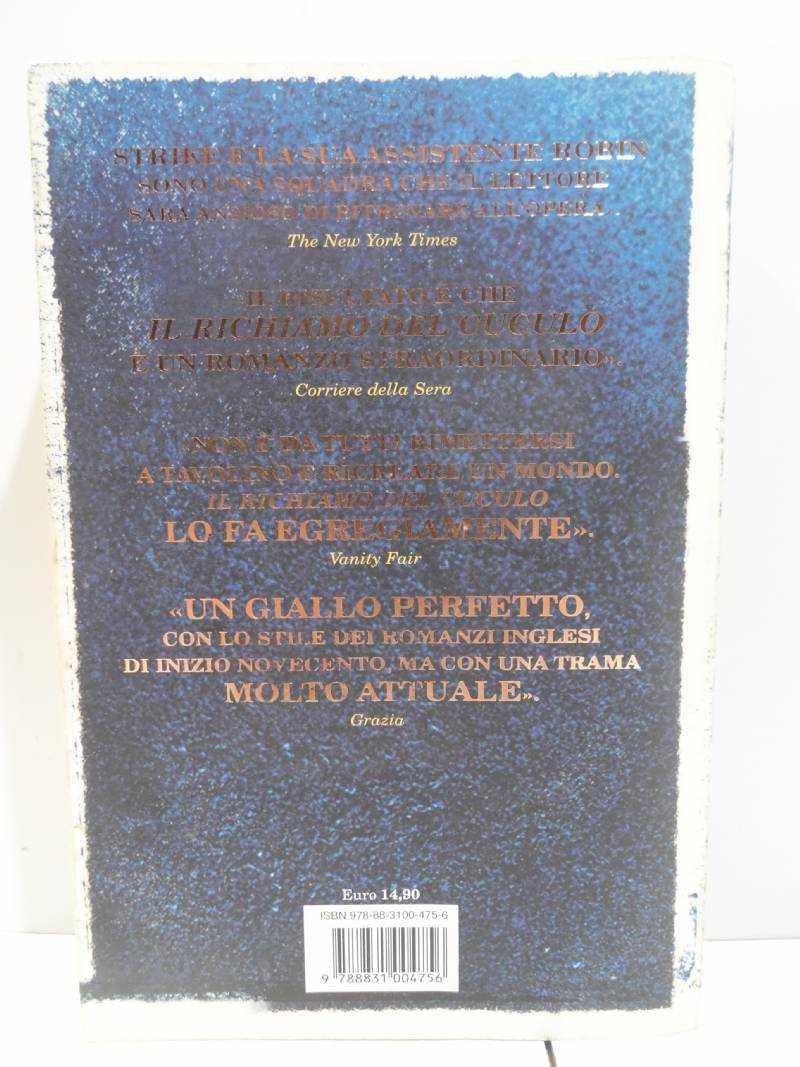 STRIKE E LA SUA ASSISTENTE ROBIN
SONO UNA SQUADRA CHE IL LETTORE
SARÀ ANSIOSO DI RITROVARE ALL'OPERA
The New York Times
IL RISULTATO È CHE
IL RICHIAMO DEL CUCULO
È UN ROMANZO STRAORDINARIO».
Corriere della Sera
«NON È DA TUTTI RIMETTERSI
A TAVOLINO E RICREARE UN MONDO.
IL RICHIAMO DEL CUCULO
LO FA EGREGIAMENTE».
Vanity Fair
«UN GIALLO PERFETTO,
CON LO STILE DEI ROMANZI INGLESI
DI INIZIO NOVECENTO, MA CON UNA TRAMA
MOLTO ATTUALE».
Grazia
Euro 14,90
ISBN 978-88-3100-475-6
9 788831 004756